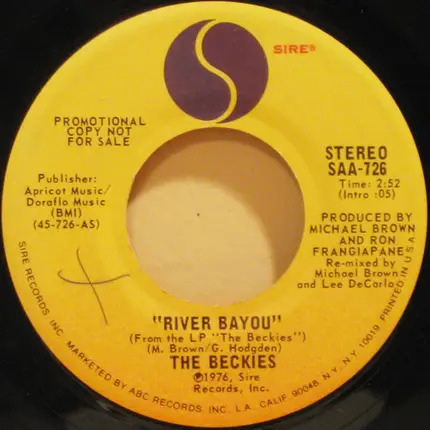 SIRE®
PROMOTIONAL
COPY NOT
FOR SALE
Publisher:
Apricot Music/
Doraflo Music
(BMI)
(45-726-AS)
STEREO
SAA-726
Time: 2:52
(Intro :05)
PRODUCED BY
MICHAEL BROWN
AND RON
FRANGIAPANE
Re-mixed by
Michael Brown
and Lee DeCarlo
"RIVER BAYOU"
(From the LP "The Beckies")
(M. Brown/G. Hodgden)
THE BECKIES
℗1976, Sire
Records, Inc.
SIRE RECORDS INC. MARKETED BY ABC RECORDS INC. L.A. CALIF. 90048 N.Y., N.Y. 10019 PRINTED IN U.S.A.